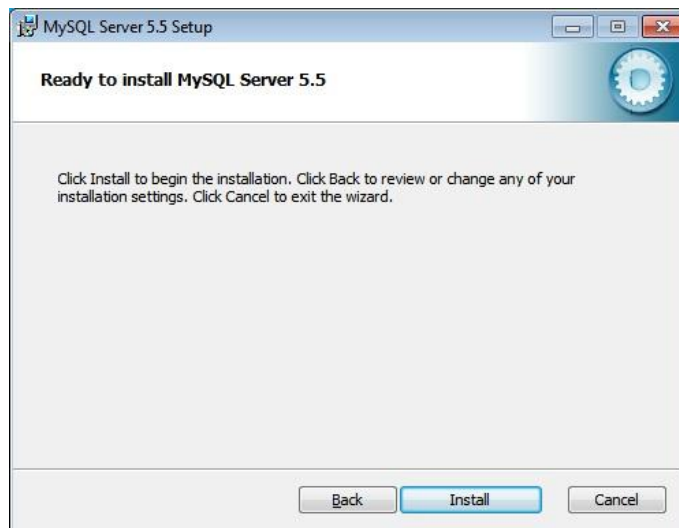 MySQL Server 5.5 Setup
Ready to install MySQL Server 5.5
Click Install to begin the installation. Click Back to review or change any of your
installation settings. Click Cancel to exit the wizard.
Back Install Cancel